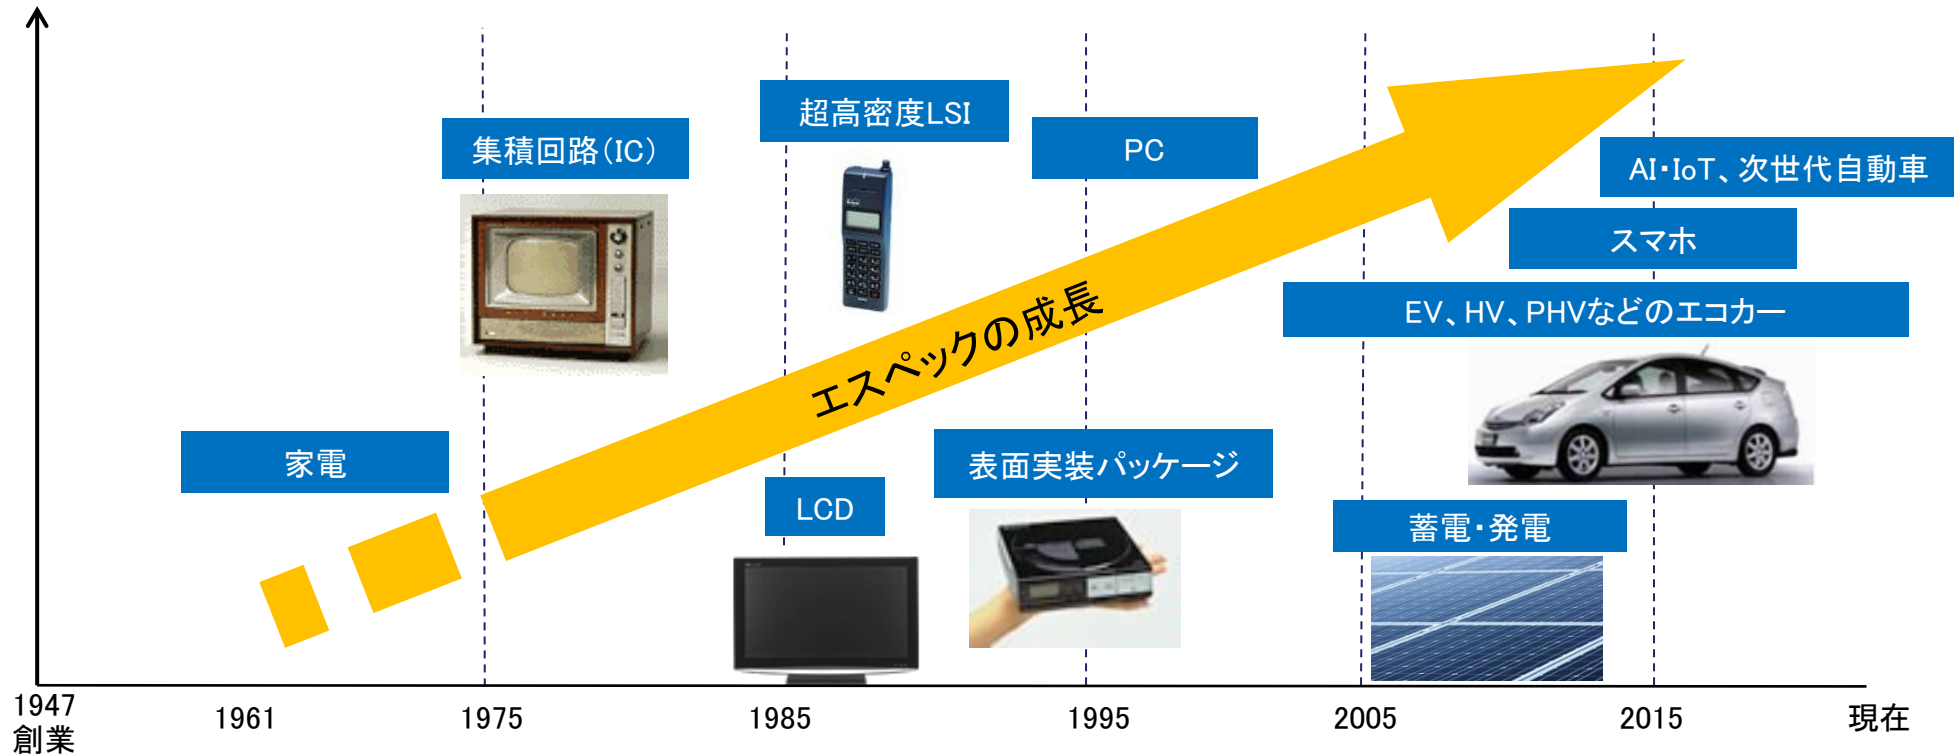 超高密度LSI
集積回路（IC）
PC
AI・IoT、次世代自動車
スマホ
EV、HV、PHVなどのエコカー
エスペックの成長
家電
表面実装パッケージ
LCD
蓄電・発電
1947
創業
1961
1975
1985
1995
2005
2015
現在